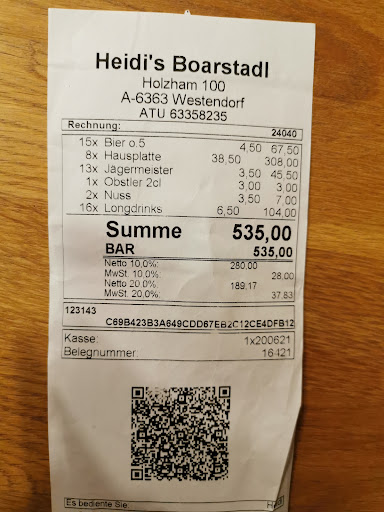 Heidi's Boarstadl
Holzham 100
A-6363 Westendorf
ATU 63358235
Rechnung: 24040
15x Bier o.5 4,50 67,50
8x Hausplatte 38,50 308,00
13x Jägermeister 3,50 45,50
1x Obstler 2cl 3,00 3,00
2x Nuss 3,50 7,00
16x Longdrinks 6,50 104,00
Summe 535,00
BAR 535,00
Netto 10,0%: 280,00
MwSt. 10,0%: 28,00
Netto 20,0%: 189,17
MwSt. 20,0%: 37,83
123143
C69B423B3A649CDD67EB2C12CE4DFB12
Kasse: 1x200621
Belegnummer: 16421
Es bediente Sie: